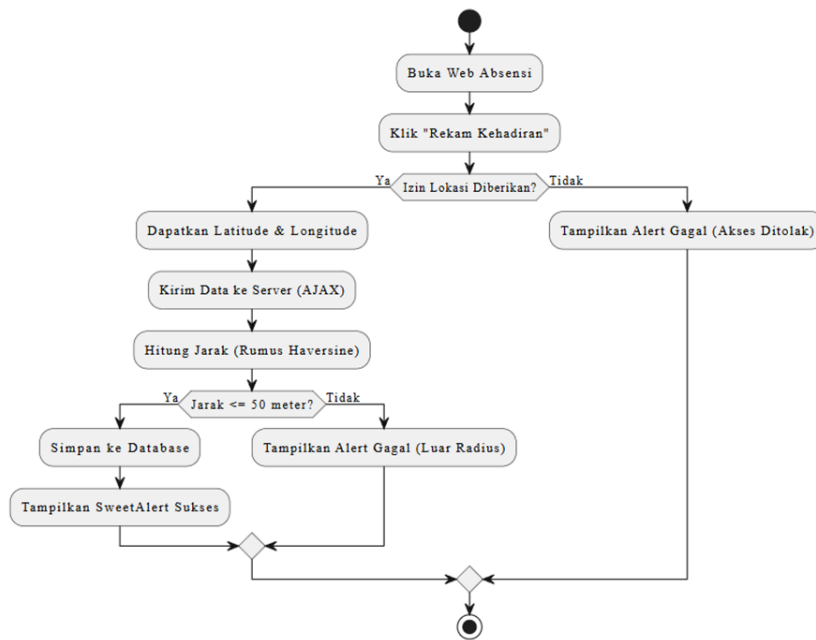 Buka Web Absensi
Klik "Rekam Kehadiran"
Ya
Izin Lokasi Diberikan?
Tidak
Dapatkan Latitude & Longitude
Tampilkan Alert Gagal (Akses Ditolak)
Kirim Data ke Server (AJAX)
Hitung Jarak (Rumus Haversine)
Ya
Jarak <= 50 meter?
Tidak
Simpan ke Database
Tampilkan Alert Gagal (Luar Radius)
Tampilkan SweetAlert Sukses